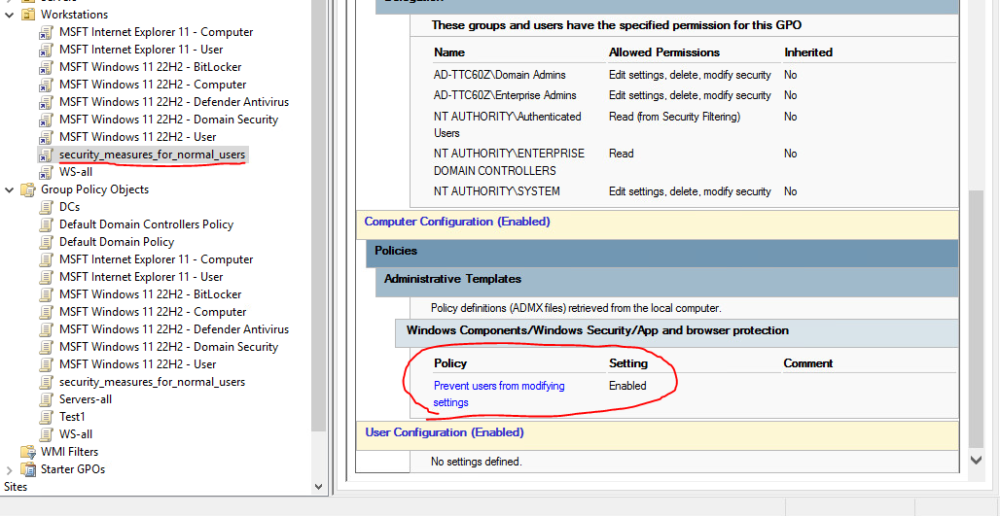 Servers
Workstations
MSFT Internet Explorer 11 - Computer
MSFT Internet Explorer 11 - User
MSFT Windows 11 22H2 - BitLocker
MSFT Windows 11 22H2 - Computer
MSFT Windows 11 22H2 - Defender Antivirus
MSFT Windows 11 22H2 - Domain Security
MSFT Windows 11 22H2 - User
security_measures_for_normal_users
WS-all
Group Policy Objects
DCs
Default Domain Controllers Policy
Default Domain Policy
MSFT Internet Explorer 11 - Computer
MSFT Internet Explorer 11 - User
MSFT Windows 11 22H2 - BitLocker
MSFT Windows 11 22H2 - Computer
MSFT Windows 11 22H2 - Defender Antivirus
MSFT Windows 11 22H2 - Domain Security
MSFT Windows 11 22H2 - User
security_measures_for_normal_users
Servers-all
Test1
WS-all
WMI Filters
Starter GPOs
Sites
Delegation
These groups and users have the specified permission for this GPO
Name Allowed Permissions Inherited
AD-TTC60Z\Domain Admins Edit settings, delete, modify security No
AD-TTC60Z\Enterprise Admins Edit settings, delete, modify security No
NT AUTHORITY\Authenticated Read (from Security Filtering) No
Users
NT AUTHORITY\ENTERPRISE Read No
DOMAIN CONTROLLERS
NT AUTHORITY\SYSTEM Edit settings, delete, modify security No
Computer Configuration (Enabled)
Policies
Administrative Templates
Policy definitions (ADMX files) retrieved from the local computer.
Windows Components/Windows Security/App and browser protection
Policy Setting Comment
Prevent users from modifying Enabled
settings
User Configuration (Enabled)
No settings defined.